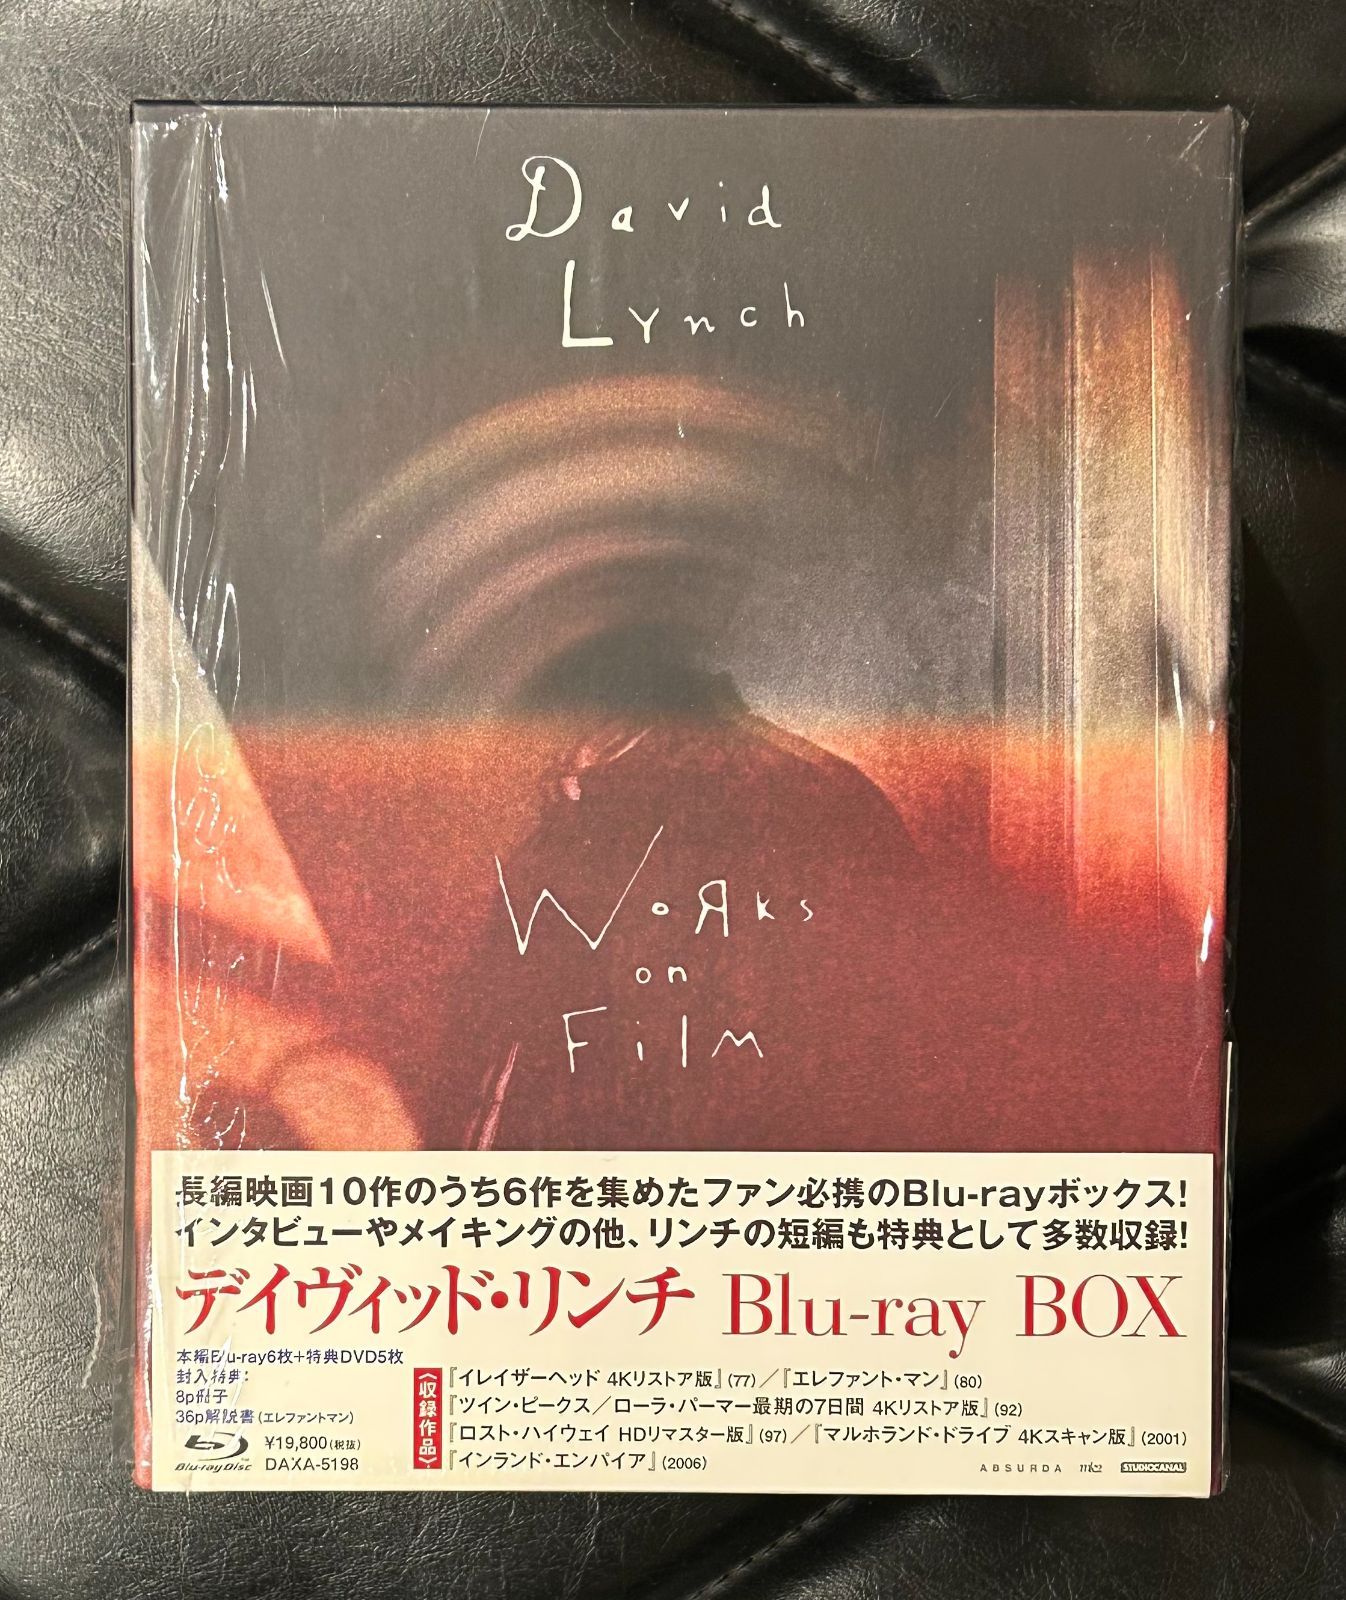 David
Lynch
WoЯks
on
Film
長編映画10作のうち6作を集めたファン必携のBlu-rayボックス!
インタビューやメイキングの他、リンチの短編も特典として多数収録!
デイヴィッド・リンチ Blu-ray BOX
本編Blu-ray6枚+特典DVD5枚
封入特典:
8p冊子
36p解説書(エレファントマン)
Blu-ray Disc™
¥19,800(税抜)
DAXA-5198
〈収録作品〉
『イレイザーヘッド 4Kリストア版』(77)／『エレファント・マン』(80)
『ツイン・ピークス／ローラ・パーマー最期の7日間 4Kリストア版』(92)
『ロスト・ハイウェイ HDリマスター版』(97)／『マルホランド・ドライブ 4Kスキャン版』(2001)
『インランド・エンパイア』(2006)
ABSURDA mk2 STUDIOCANAL